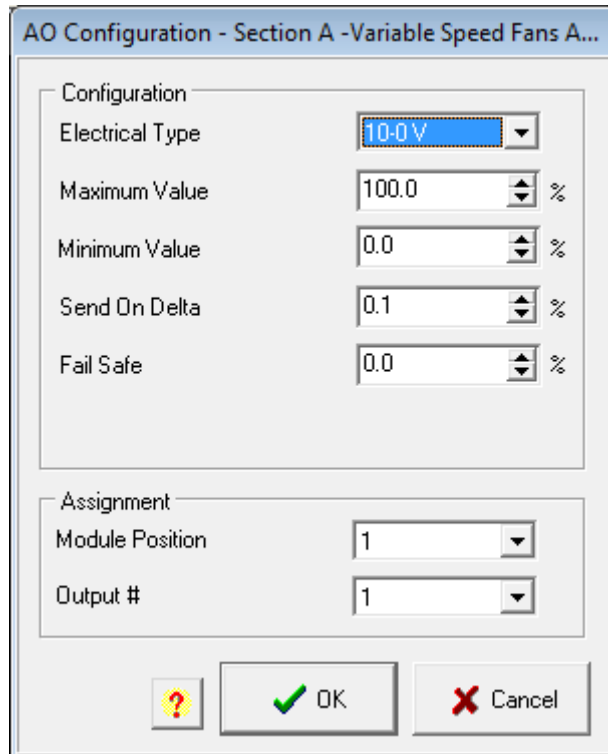 AO Configuration - Section A -Variable Speed Fans A...
Configuration
Electrical Type 10-0 V
Maximum Value 100.0 %
Minimum Value 0.0 %
Send On Delta 0.1 %
Fail Safe 0.0 %
Assignment
Module Position 1
Output # 1
? OK Cancel